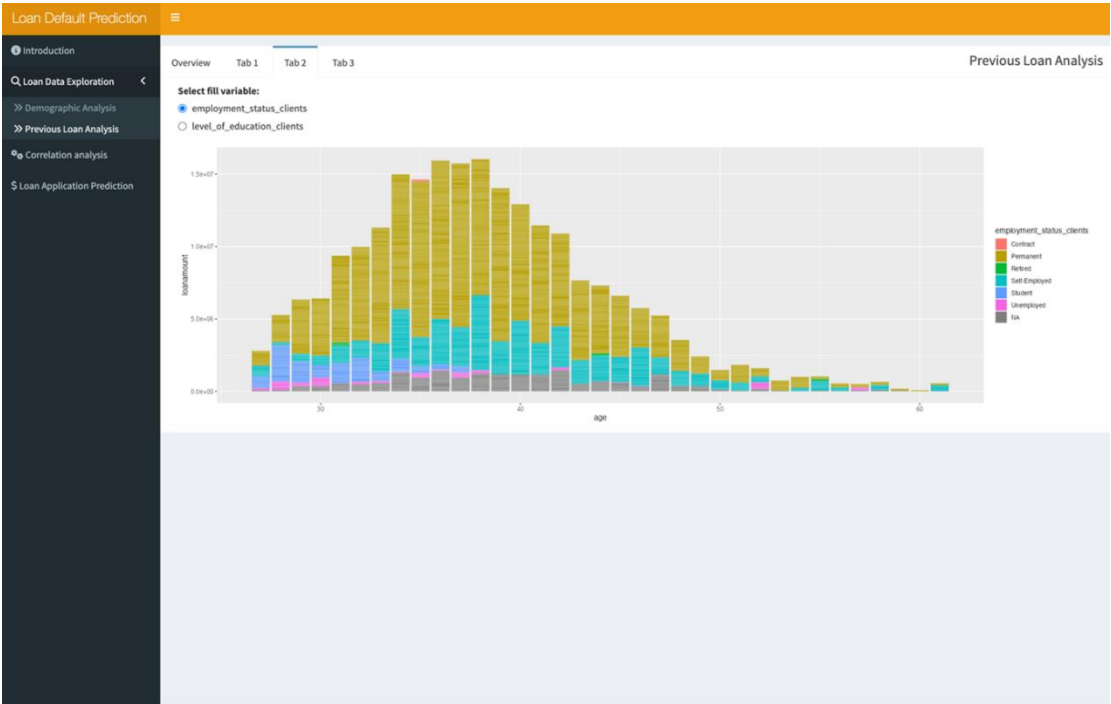 Loan Default Prediction
Introduction
Loan Data Exploration
Demographic Analysis
Previous Loan Analysis
Correlation analysis
$ Loan Application Prediction
Overview Tab 1 Tab 2 Tab 3 Previous Loan Analysis
Select fill variable:
employment_status_clients
level_of_education_clients
1.5e+07
1.0e+07
5.0e+06
0.0e+00
loanamount
30 40 50 60
age
employment_status_clients
Contract
Permanent
Retired
Self-Employed
Student
Unemployed
NA